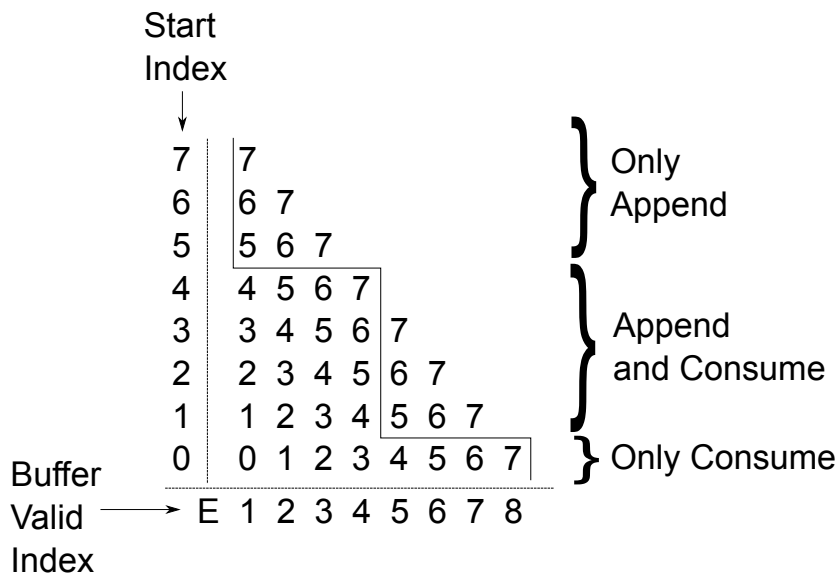 Start
Index
7 7
6 6 7
5 5 6 7
Only
Append
4 4 5 6 7
3 3 4 5 6 7
2 2 3 4 5 6 7
1 1 2 3 4 5 6 7
Append
and Consume
0 0 1 2 3 4 5 6 7
Only Consume
Buffer
Valid
Index
E 1 2 3 4 5 6 7 8